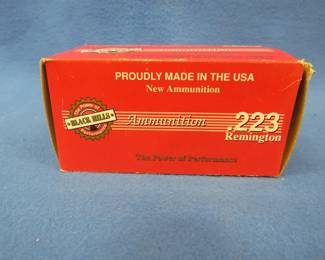 PROUDLY MADE IN THE USA
New Ammunition
BLACK HILLS
Ammunition
.223
Remington
The Power of Performance